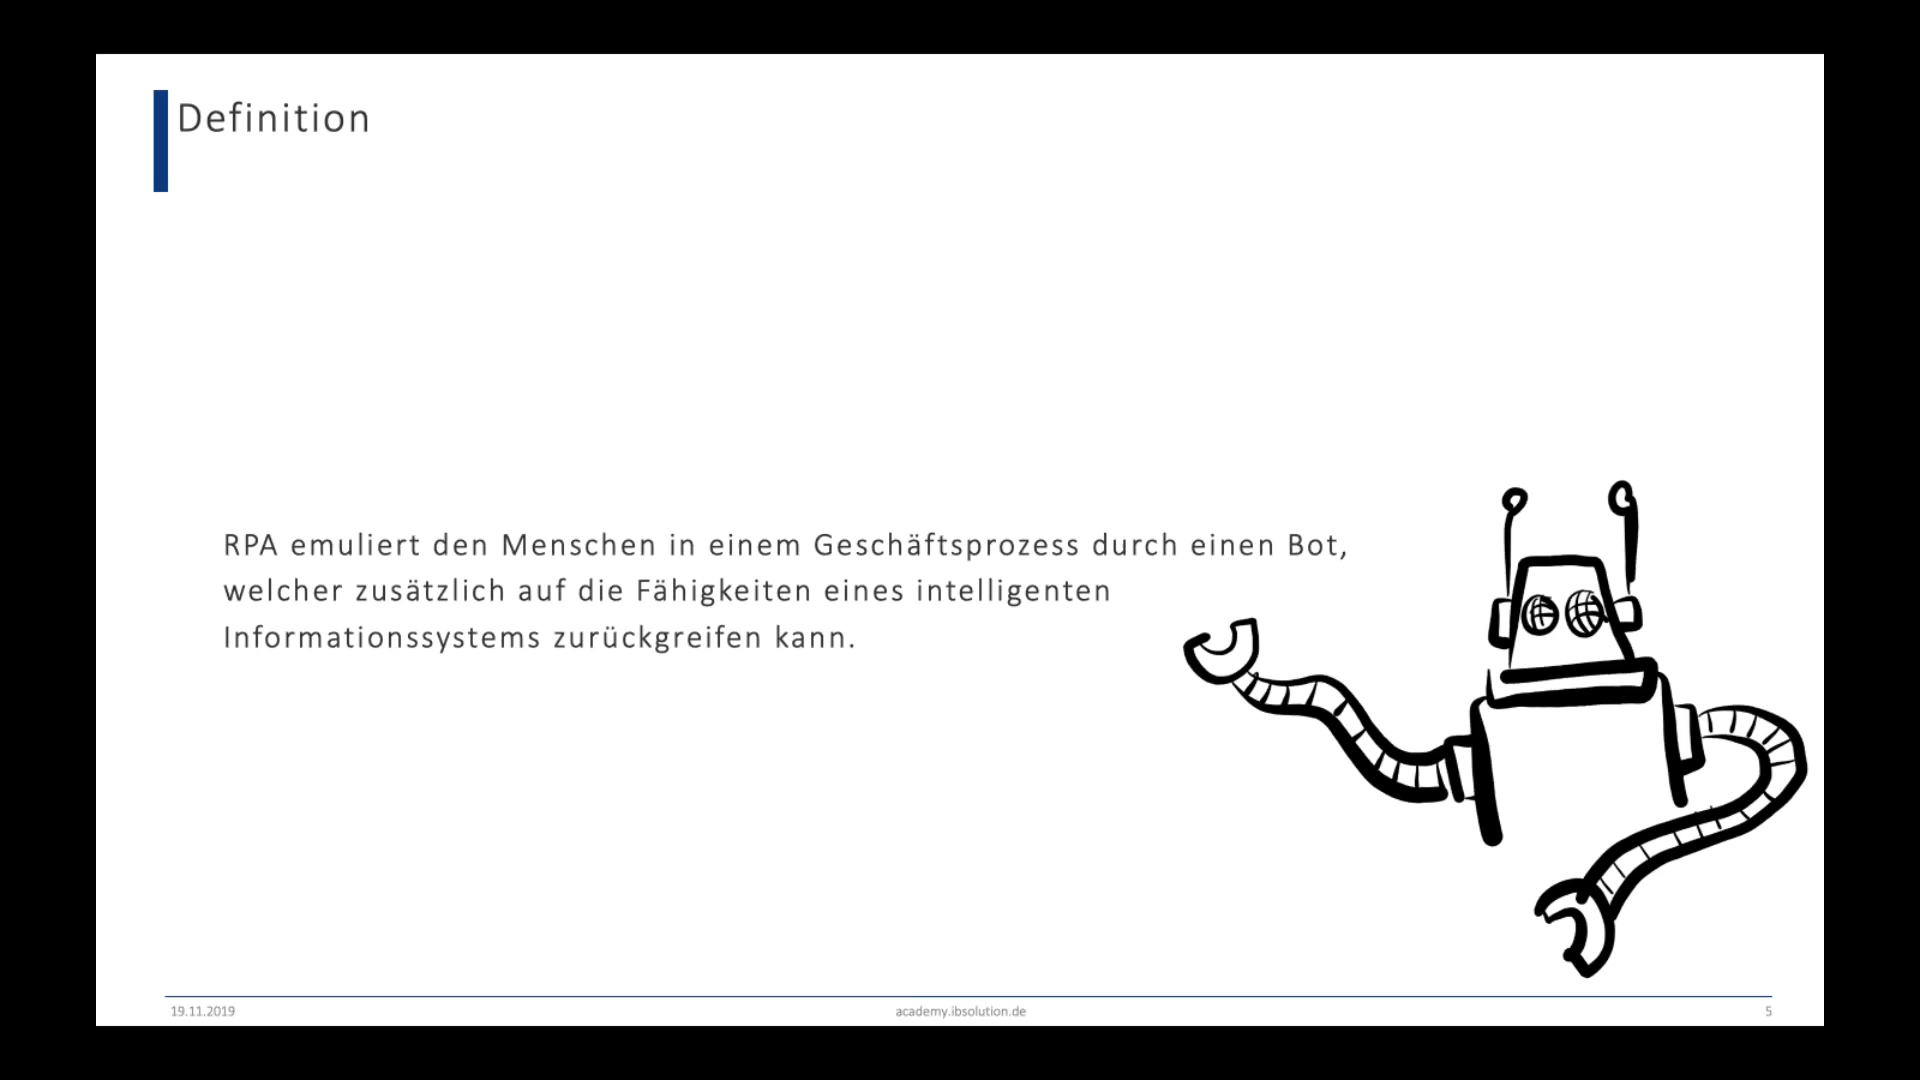 Definition
RPA emuliert den Menschen in einem Geschäftsprozess durch einen Bot,
welcher zusätzlich auf die Fähigkeiten eines intelligenten
Informationssystems zurückgreifen kann.
19.11.2019
academy.ibsolution.de
5